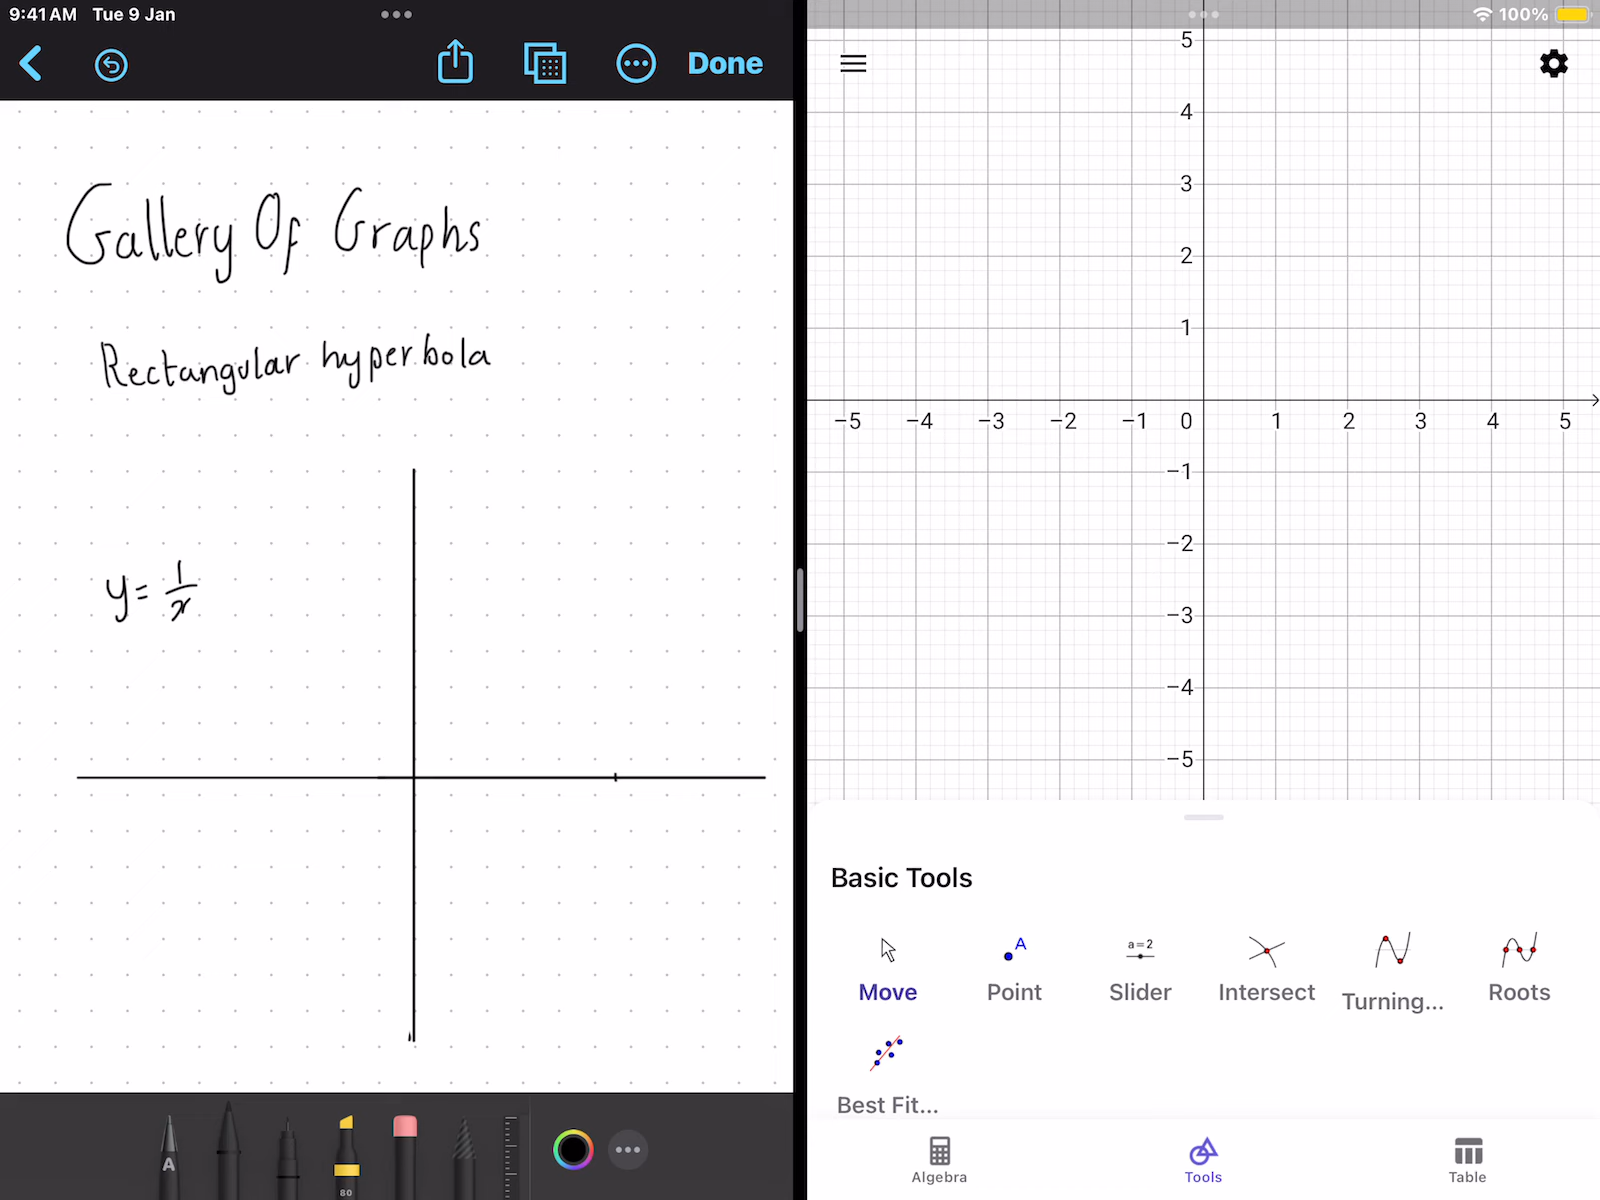 9:41 AM Tue 9 Jan
100%
Done
Gallery Of Graphs
Rectangular hyperbola
y = 1/x
A
80
5
4
3
2
1
−5 −4 −3 −2 −1 0 1 2 3 4 5
−1
−2
−3
−4
−5
Basic Tools
A
a=2
Move Point Slider Intersect Turning... Roots
Best Fit...
Algebra Tools Table